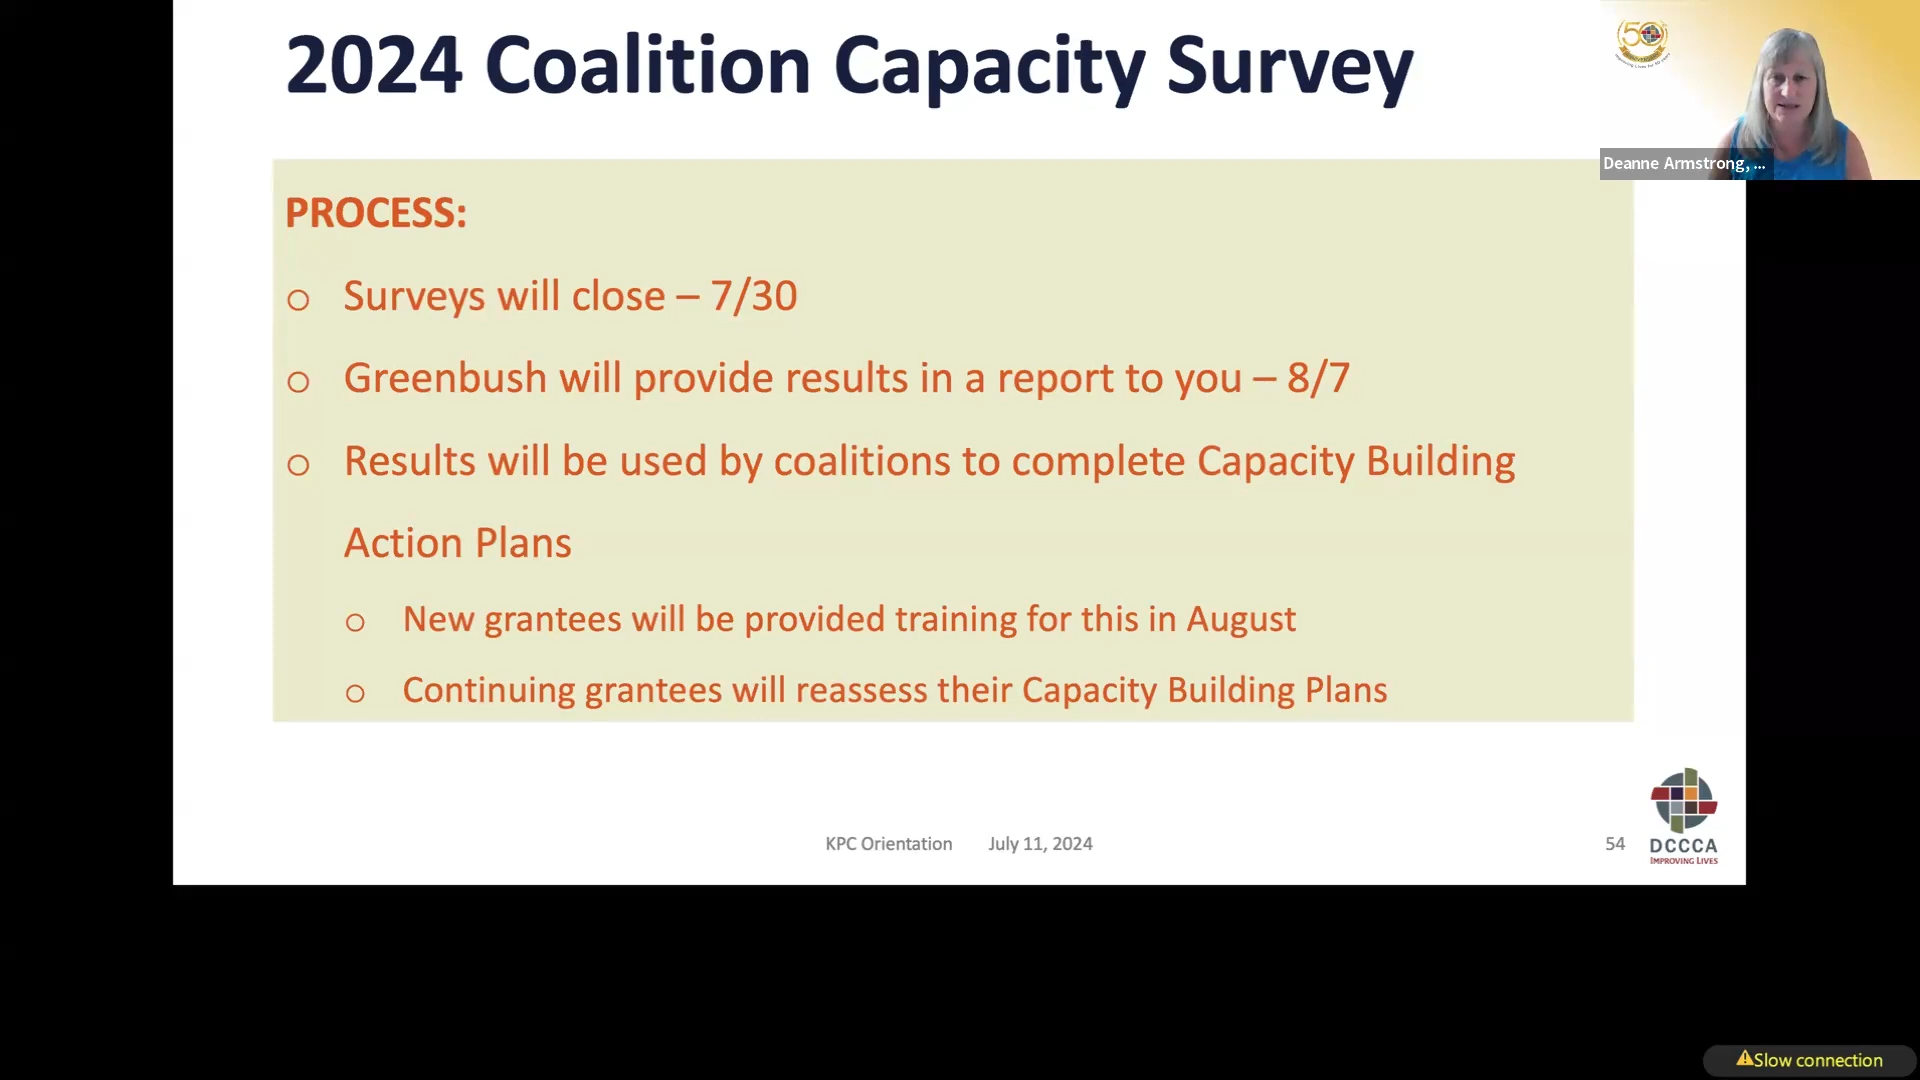 2024 Coalition Capacity Survey
50
Deanne Armstrong, ...
PROCESS:
o Surveys will close – 7/30
o Greenbush will provide results in a report to you – 8/7
o Results will be used by coalitions to complete Capacity Building
Action Plans
o New grantees will be provided training for this in August
o Continuing grantees will reassess their Capacity Building Plans
KPC Orientation July 11, 2024
54
DCCCA
IMPROVING LIVES
Slow connection